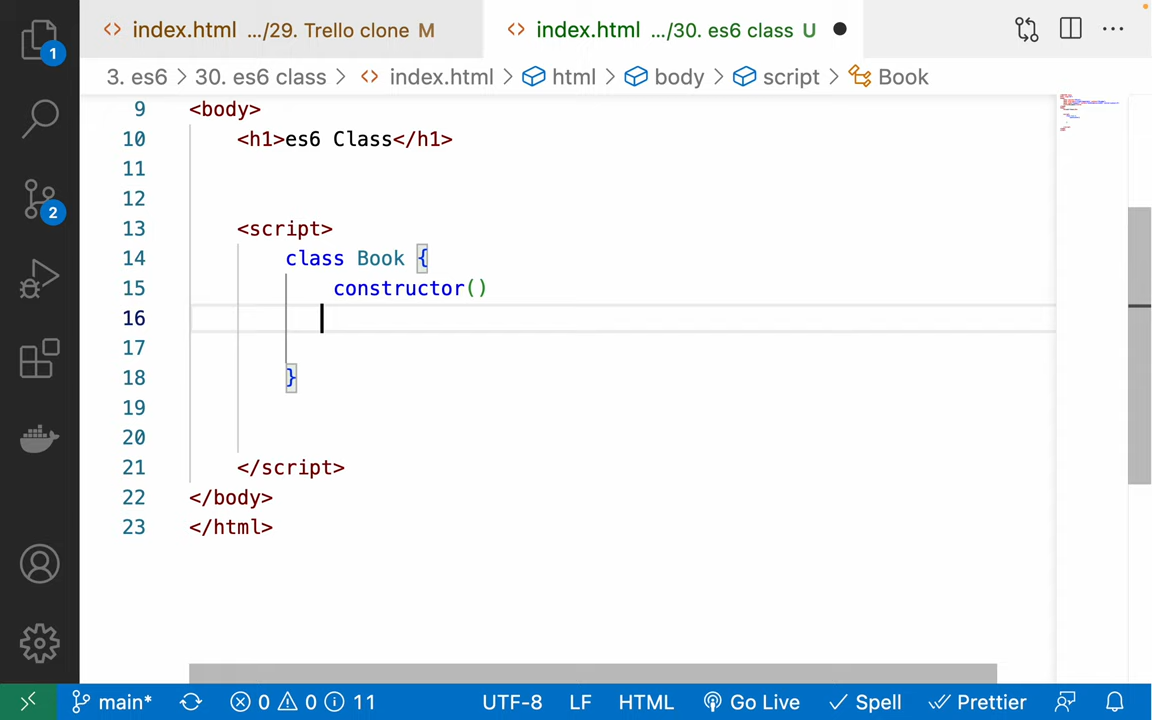 <> index.html .../29. Trello clone M <> index.html .../30. es6 class U
3. es6 > 30. es6 class > <> index.html > html > body > script > Book
1
2
9 <body>
10 <h1>es6 Class</h1>
11
12
13 <script>
14 class Book {
15 constructor()
16
17
18 }
19
20
21 </script>
22 </body>
23 </html>
main* 0 0 11 UTF-8 LF HTML Go Live Spell Prettier